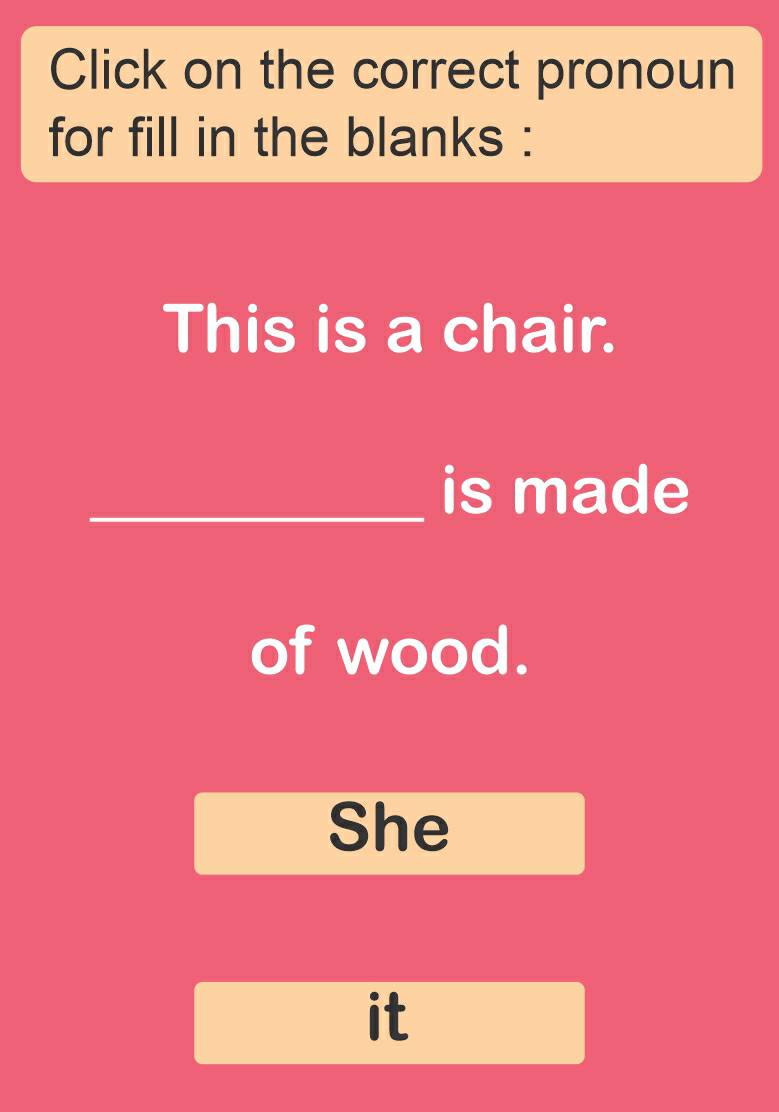 Click on the correct pronoun
for fill in the blanks :
This is a chair.
__________ is made
of wood.
She
it